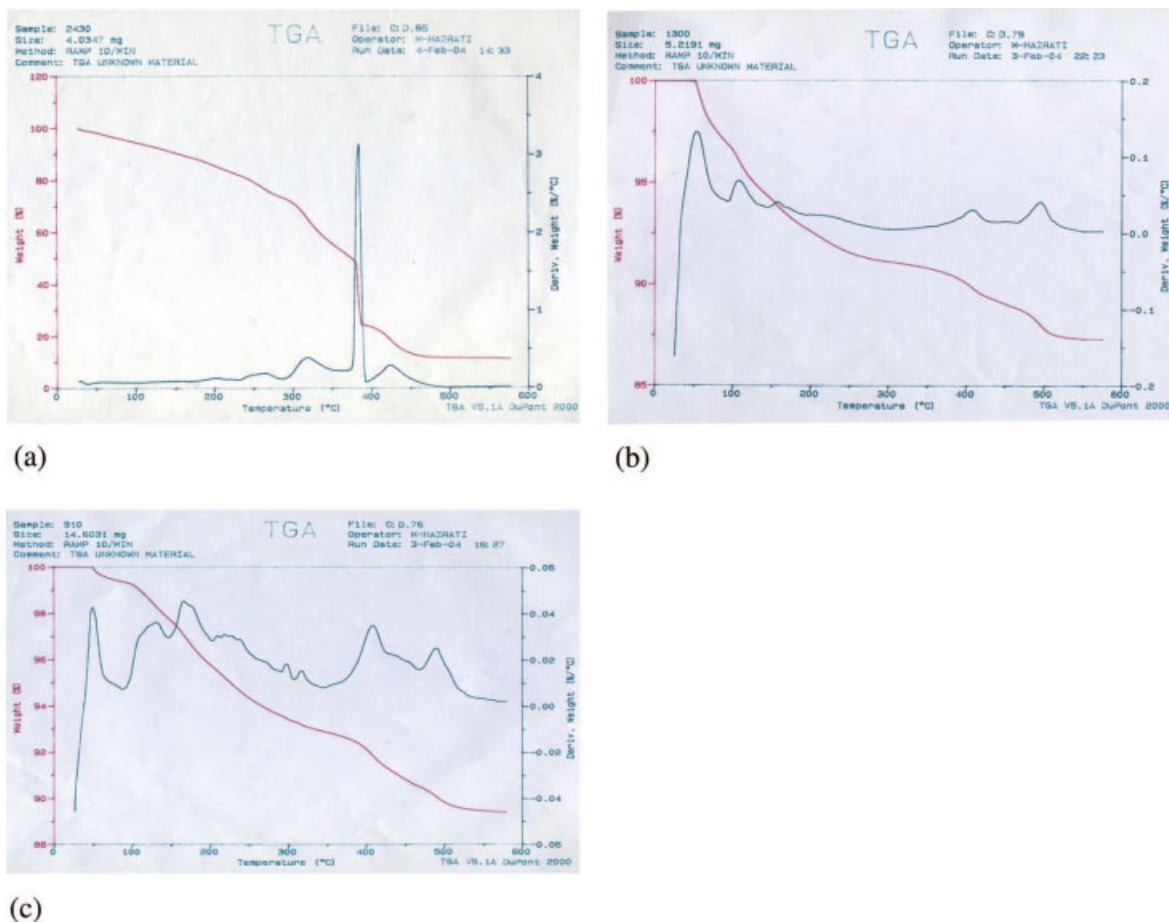 Sample: 2430
Size: 4.0347 mg
Method: RAMP 10/MIN
Comment: TGA UNKNOWN MATERIAL
TGA
File: C:D.85
Operator: M-HAZRATI
Run Date: 4-Feb-04 14:33
120
100
80
60
40
20
0
Weight (%)
4
3
2
1
0
Deriv. Weight (%/°C)
0 100 200 300 400 500 600
Temperature (°C)
TGA V5.1A DuPont 2000
(a)
Sample: 1300
Size: 5.2191 mg
Method: RAMP 10/MIN
Comment: TGA UNKNOWN MATERIAL
TGA
File: C:D.79
Operator: M-HAZRATI
Run Date: 3-Feb-04 22:23
100
95
90
85
Weight (%)
0.2
0.1
0.0
-0.1
-0.2
Deriv. Weight (%/°C)
0 100 200 300 400 500 600
Temperature (°C)
TGA V5.1A DuPont 2000
(b)
Sample: 910
Size: 14.6031 mg
Method: RAMP 10/MIN
Comment: TGA UNKNOWN MATERIAL
TGA
File: C:D.76
Operator: M-HAZRATI
Run Date: 3-Feb-04 16:27
100
98
96
94
92
90
88
Weight (%)
0.06
0.04
0.02
0.00
-0.02
-0.04
-0.06
Deriv. Weight (%/°C)
0 100 200 300 400 500 600
Temperature (°C)
TGA V5.1A DuPont 2000
(c)